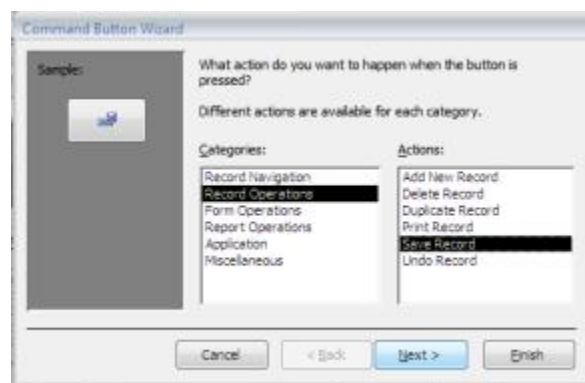 Command Button Wizard
Sample:
What action do you want to happen when the button is
pressed?
Different actions are available for each category.
Categories:
Actions:
Record Navigation
Record Operations
Form Operations
Report Operations
Application
Miscellaneous
Add New Record
Delete Record
Duplicate Record
Print Record
Save Record
Undo Record
Cancel
< Back
Next >
Finish